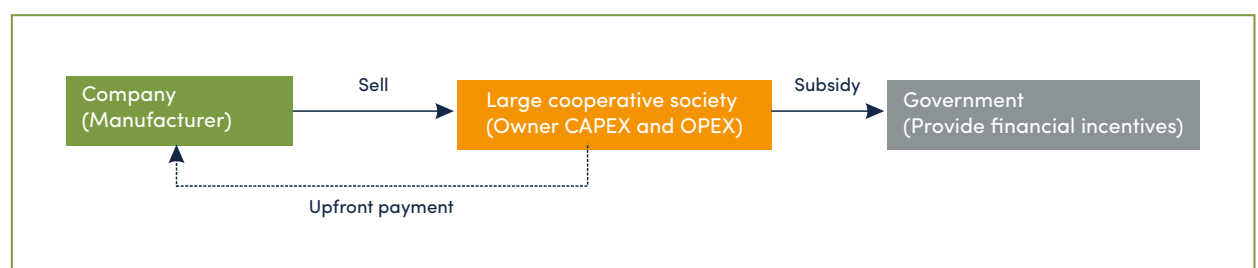 Company
(Manufacturer)
Sell
Large cooperative society
(Owner CAPEX and OPEX)
Subsidy
Government
(Provide financial incentives)
Upfront payment